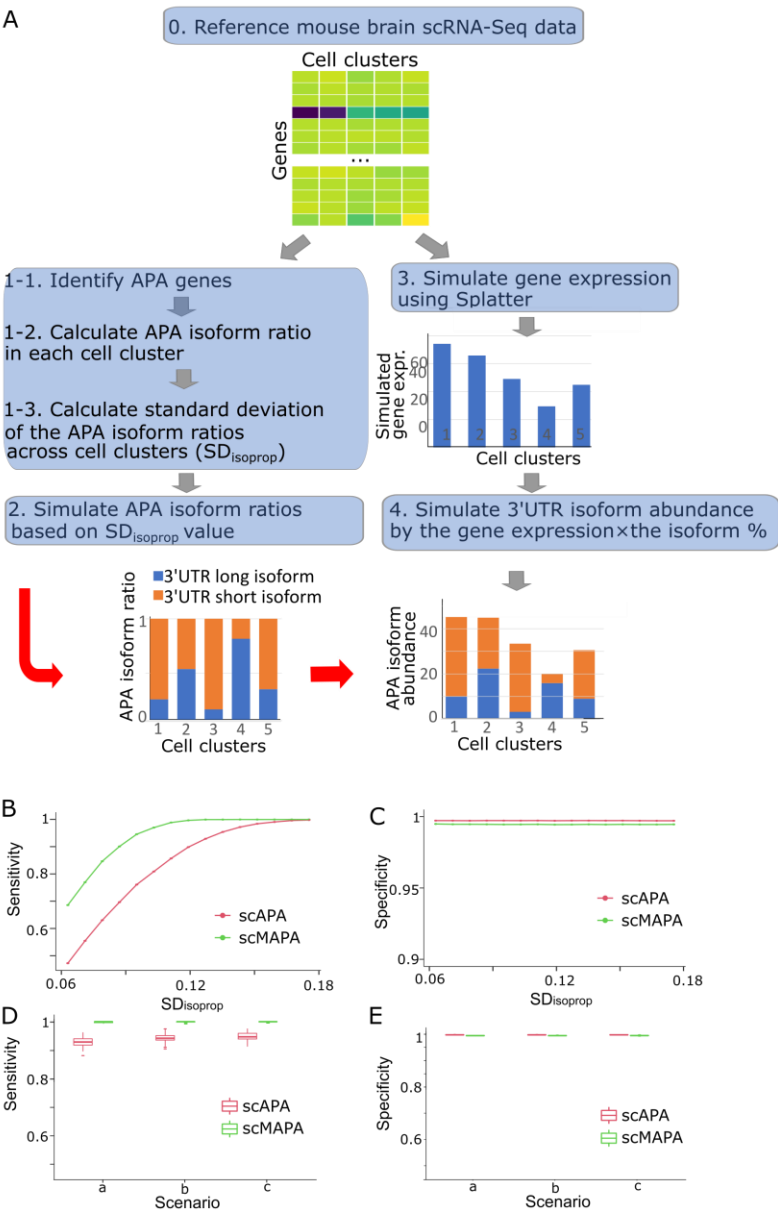 A
0. Reference mouse brain scRNA-Seq data
Cell clusters
Genes
...
1-1. Identify APA genes
1-2. Calculate APA isoform ratio
in each cell cluster
1-3. Calculate standard deviation
of the APA isoform ratios
across cell clusters (SDisoprop)
3. Simulate gene expression
using Splatter
Simulated
gene expr.
60
40
20
0
1 2 3 4 5
Cell clusters
2. Simulate APA isoform ratios
based on SDisoprop value
4. Simulate 3'UTR isoform abundance
by the gene expression×the isoform %
3'UTR long isoform
3'UTR short isoform
APA isoform ratio
1
0
1 2 3 4 5
Cell clusters
APA isoform
abundance
40
20
0
1 2 3 4 5
Cell clusters
B
Sensitivity
1
0.8
0.6
scAPA
scMAPA
0.06 0.12 0.18
SDisoprop
C
Specificity
1
0.95
0.9
scAPA
scMAPA
0.06 0.12 0.18
SDisoprop
D
Sensitivity
1
0.8
0.6
scAPA
scMAPA
a b c
Scenario
E
Specificity
1
0.8
0.6
scAPA
scMAPA
a b c
Scenario